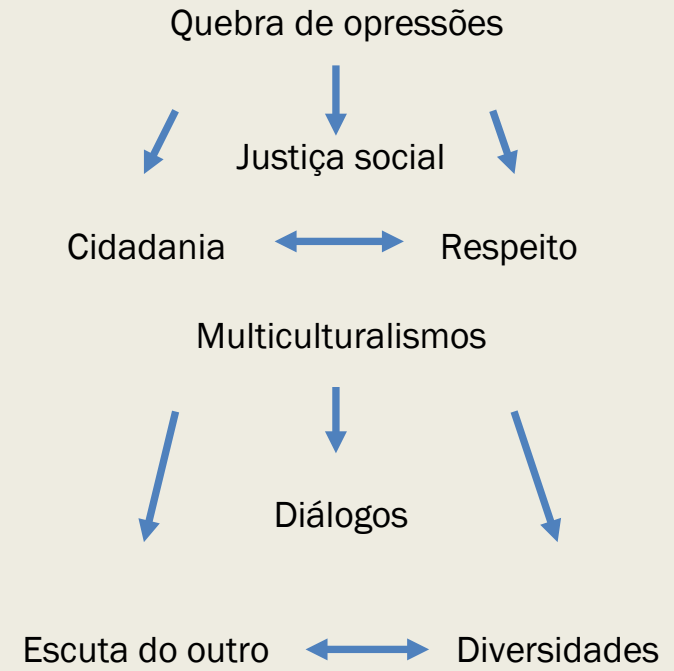 Quebra de opressões
Justiça social
Cidadania
Respeito
Multiculturalismos
Diálogos
Escuta do outro
Diversidades